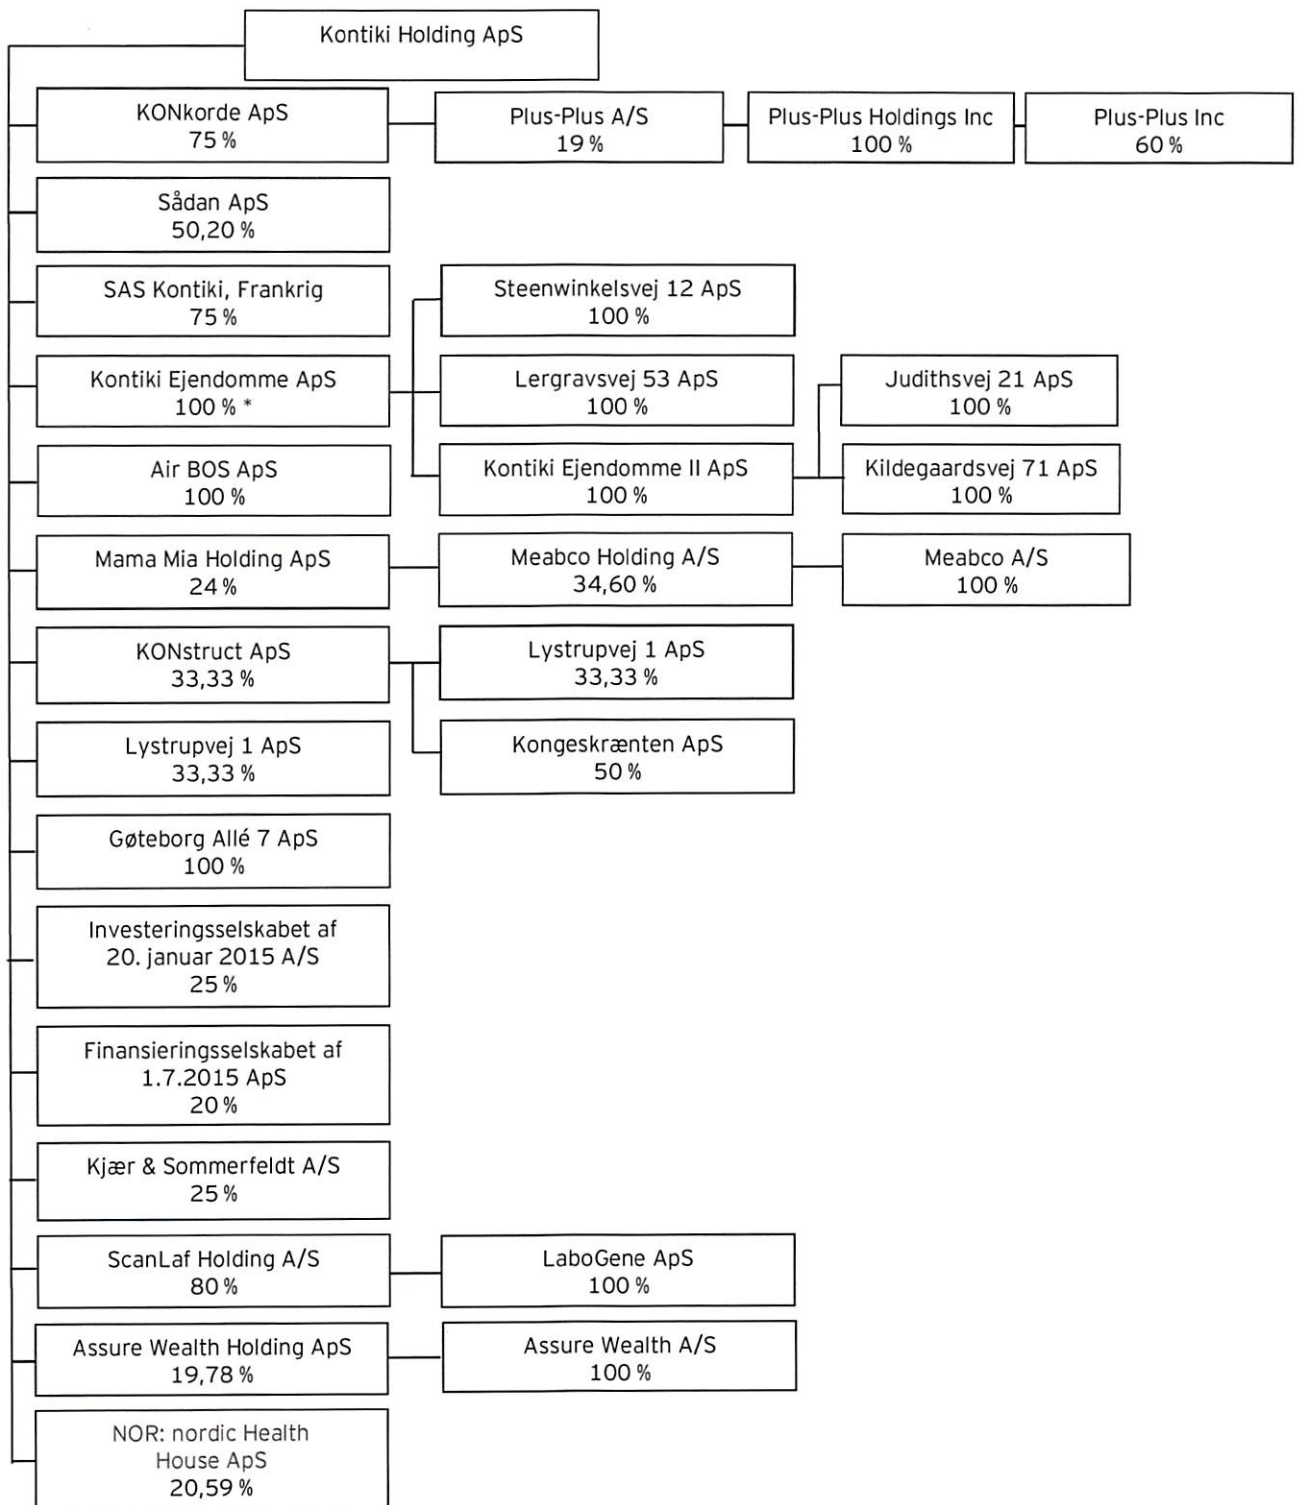 Kontiki Holding ApS
KONkorde ApS
75 %
Plus-Plus A/S
19 %
Plus-Plus Holdings Inc
100 %
Plus-Plus Inc
60 %
Sådan ApS
50,20 %
SAS Kontiki, Frankrig
75 %
Steenwinkelsvej 12 ApS
100 %
Kontiki Ejendomme ApS
100 % *
Lergravsvej 53 ApS
100 %
Judithsvej 21 ApS
100 %
Air BOS ApS
100 %
Kontiki Ejendomme II ApS
100 %
Kildegaardsvej 71 ApS
100 %
Mama Mia Holding ApS
24 %
Meabco Holding A/S
34,60 %
Meabco A/S
100 %
KONstruct ApS
33,33 %
Lystrupvej 1 ApS
33,33 %
Lystrupvej 1 ApS
33,33 %
Kongeskrænten ApS
50 %
Gøteborg Allé 7 ApS
100 %
Investeringsselskabet af
20. januar 2015 A/S
25 %
Finansieringsselskabet af
1.7.2015 ApS
20 %
Kjær & Sommerfeldt A/S
25 %
ScanLaf Holding A/S
80 %
LaboGene ApS
100 %
Assure Wealth Holding ApS
19,78 %
Assure Wealth A/S
100 %
NOR: nordic Health
House ApS
20,59 %